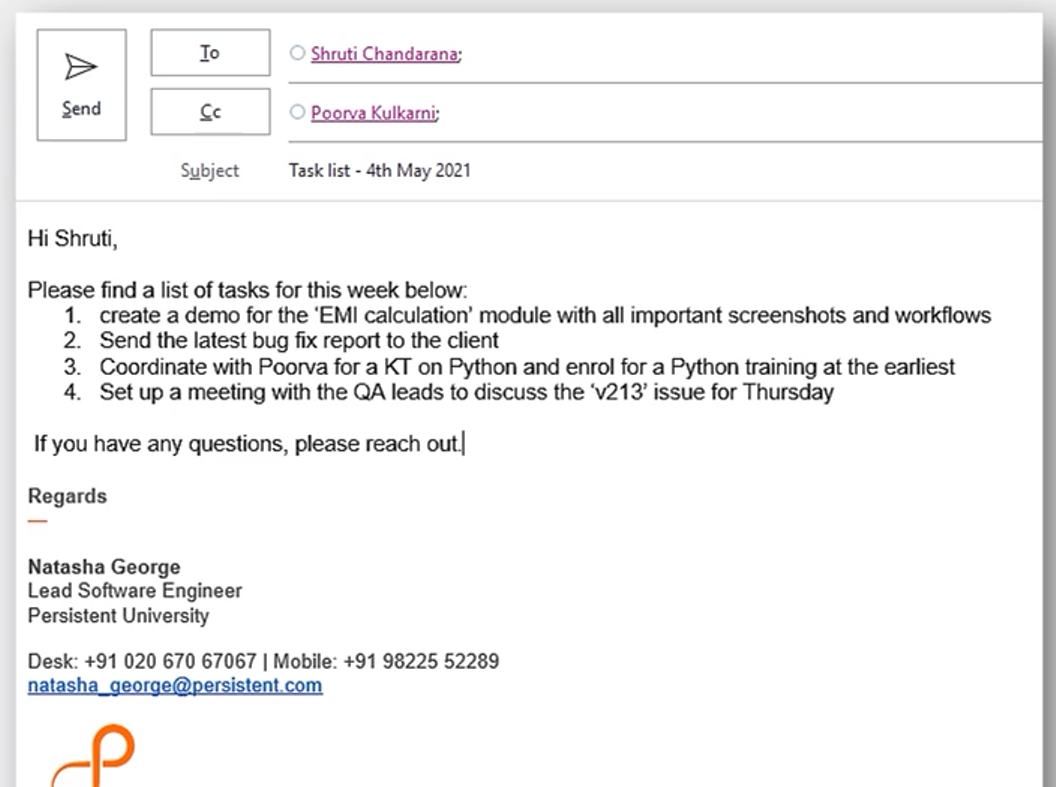 Send
To
Shruti Chandarana;
Cc
Poorva Kulkarni;
Subject
Task list - 4th May 2021
Hi Shruti,
Please find a list of tasks for this week below:
1. create a demo for the ‘EMI calculation’ module with all important screenshots and workflows
2. Send the latest bug fix report to the client
3. Coordinate with Poorva for a KT on Python and enrol for a Python training at the earliest
4. Set up a meeting with the QA leads to discuss the ‘v213’ issue for Thursday
If you have any questions, please reach out.
Regards
—
Natasha George
Lead Software Engineer
Persistent University
Desk: +91 020 670 67067 | Mobile: +91 98225 52289
natasha_george@persistent.com